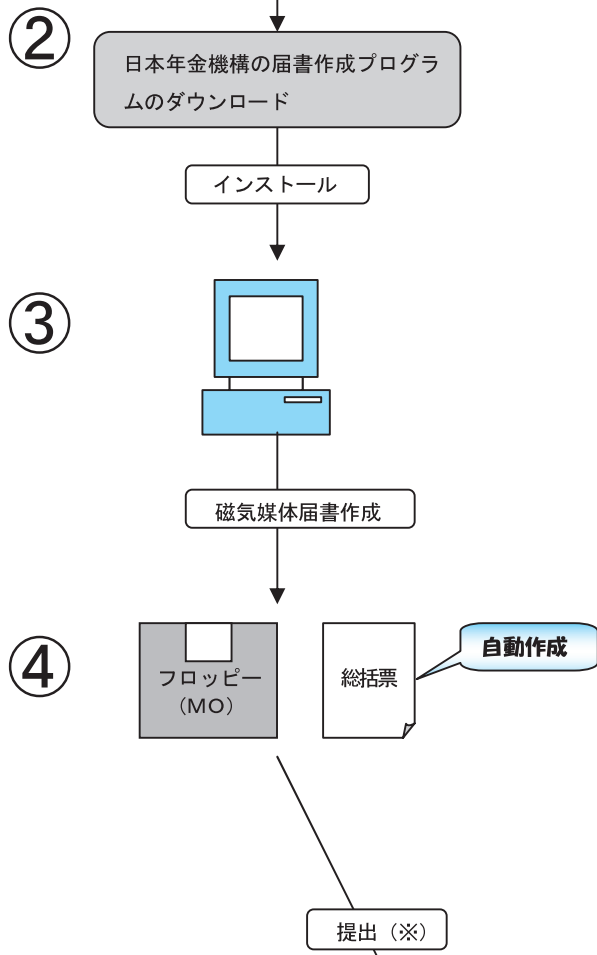 ②
日本年金機構の届書作成プログラ
ムのダウンロード
インストール
③
磁気媒体届書作成
④
フロッピー
(MO)
総括票
自動作成
提出（※）